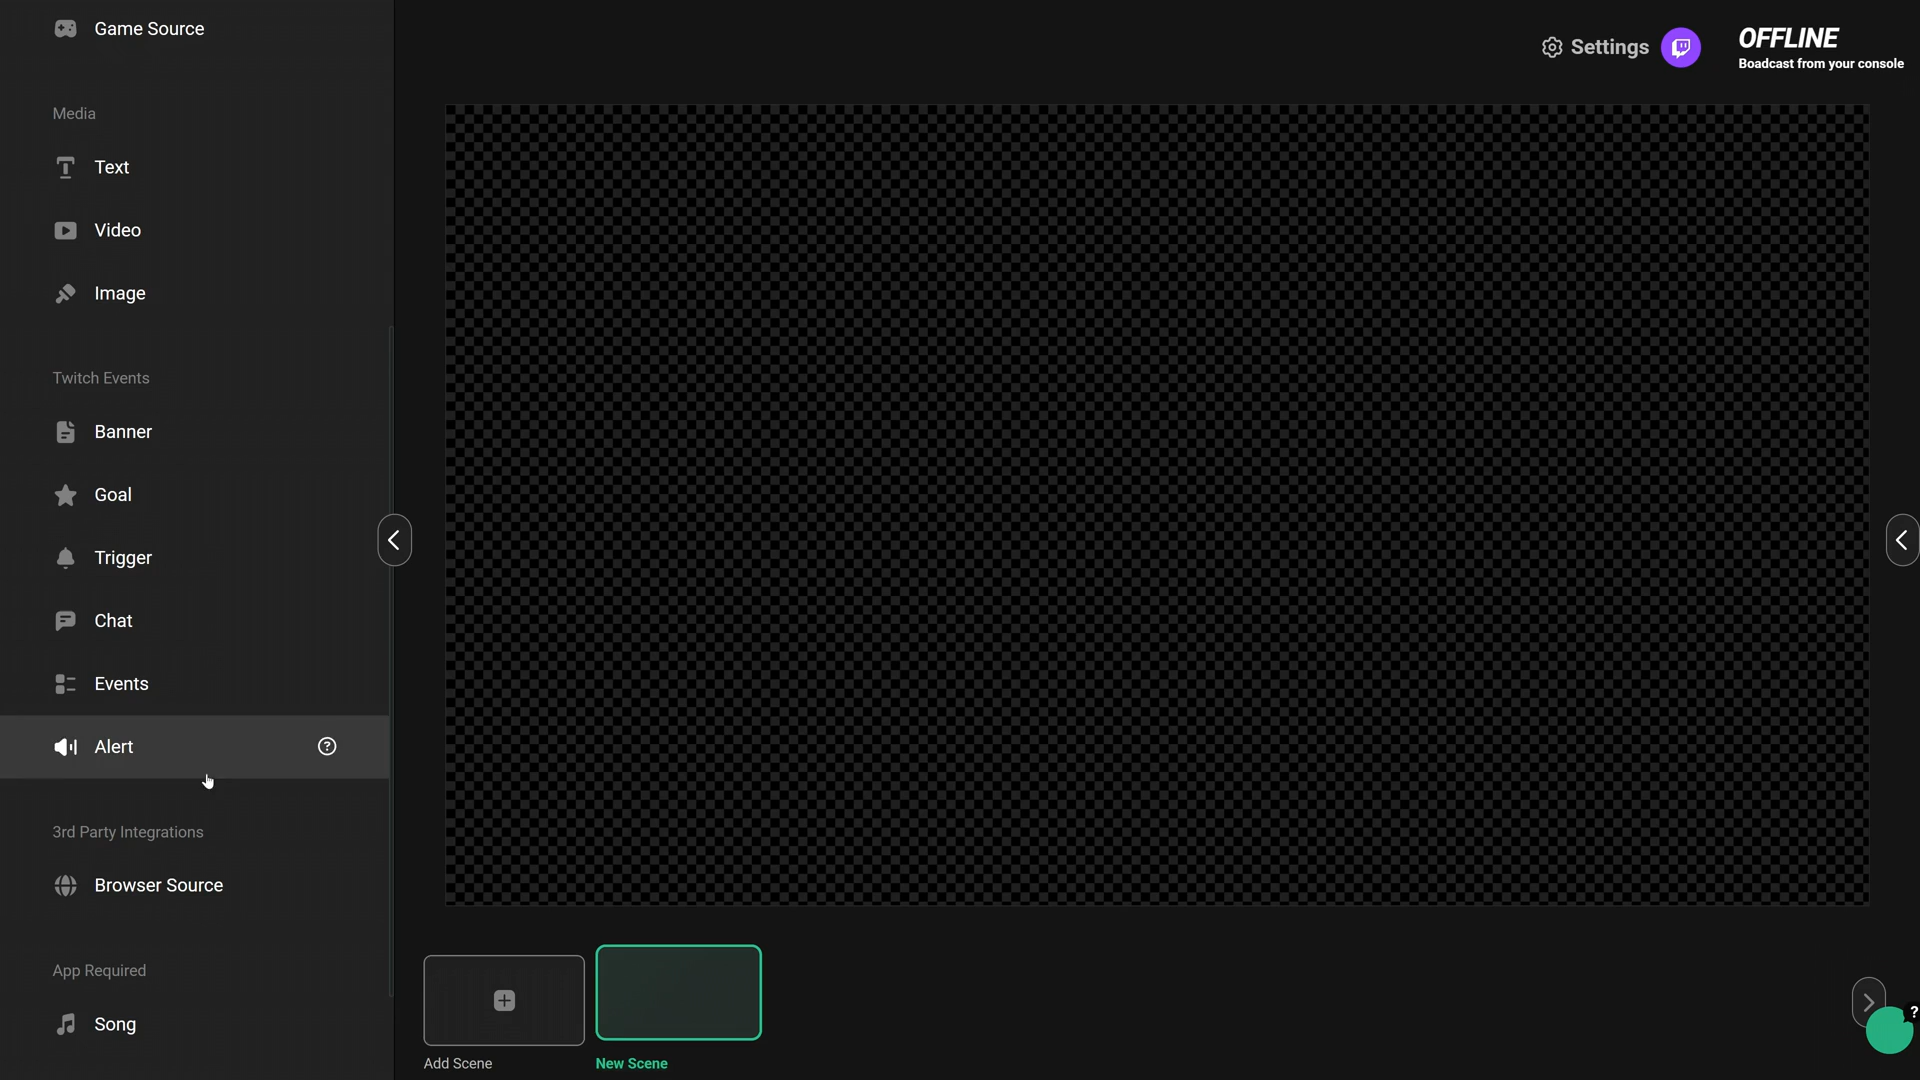 Game Source
Settings
OFFLINE
Boadcast from your console
Media
Text
Video
Image
Twitch Events
Banner
Goal
Trigger
Chat
Events
Alert
?
3rd Party Integrations
Browser Source
App Required
Song
Add Scene
New Scene
?